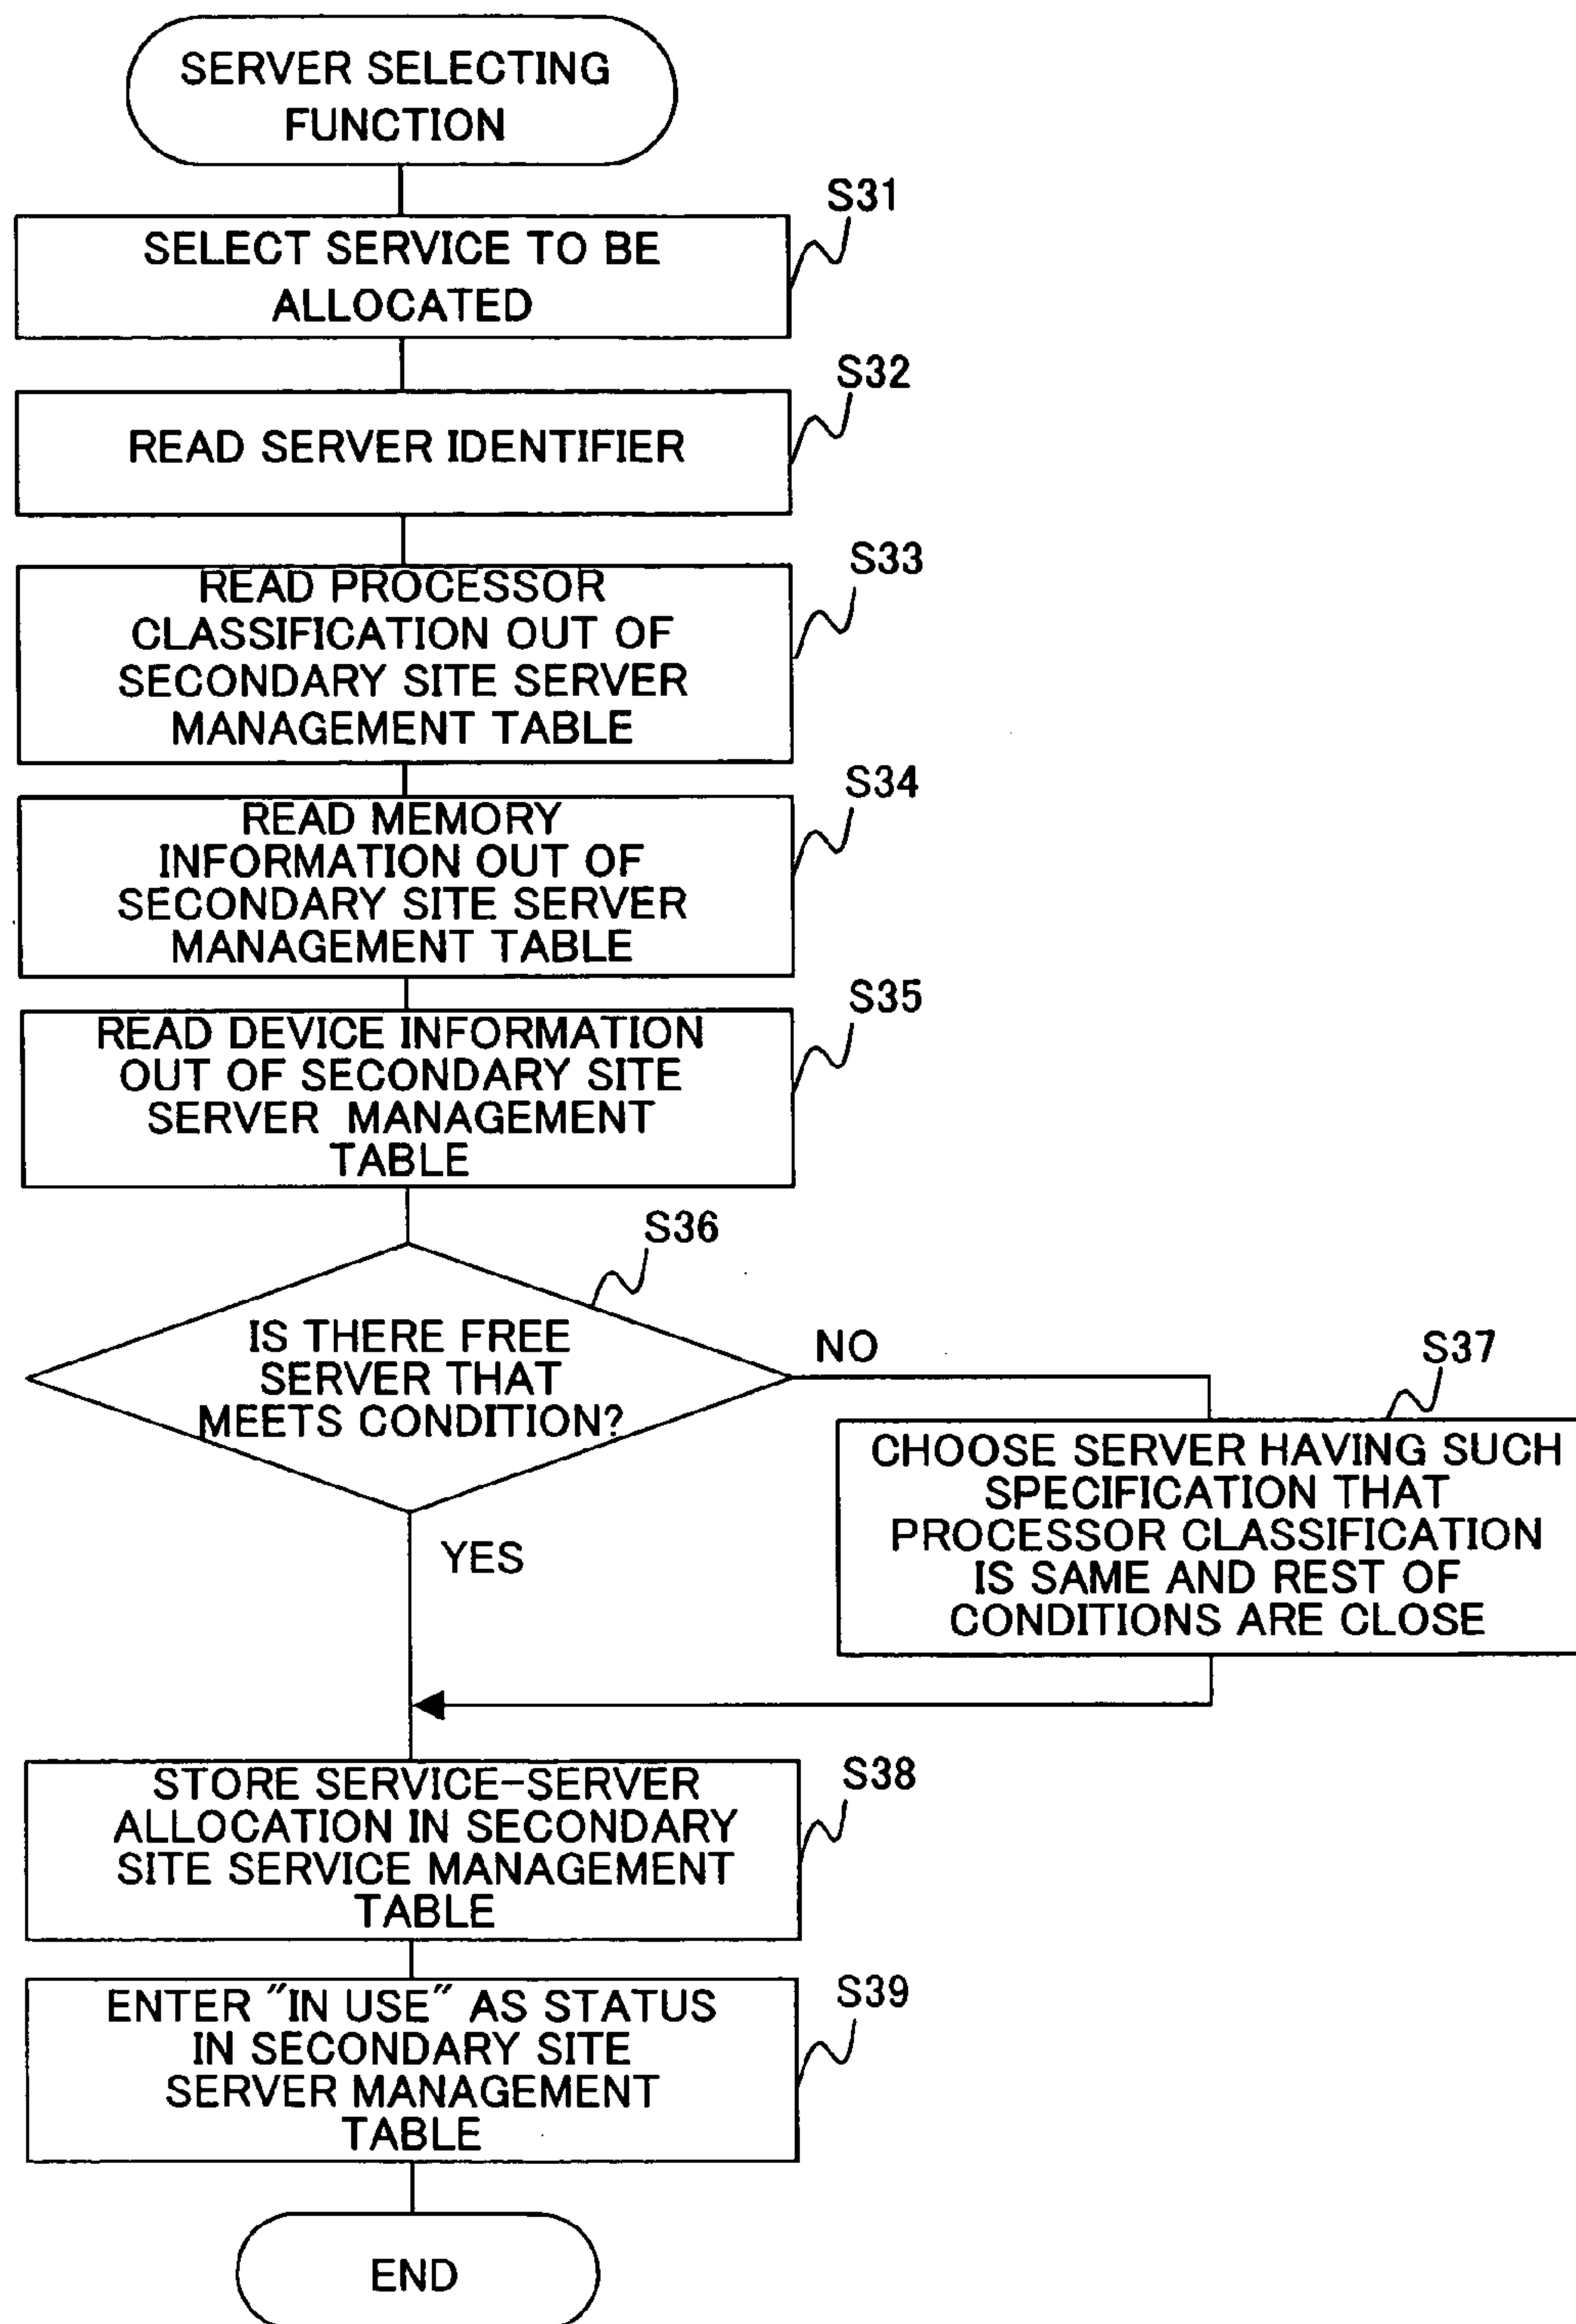 SERVER SELECTING
FUNCTION
S31
SELECT SERVICE TO BE
ALLOCATED
S32
READ SERVER IDENTIFIER
S33
READ PROCESSOR
CLASSIFICATION OUT OF
SECONDARY SITE SERVER
MANAGEMENT TABLE
S34
READ MEMORY
INFORMATION OUT OF
SECONDARY SITE SERVER
MANAGEMENT TABLE
S35
READ DEVICE INFORMATION
OUT OF SECONDARY SITE
SERVER MANAGEMENT
TABLE
S36
IS THERE FREE
SERVER THAT
MEETS CONDITION?
NO
YES
S37
CHOOSE SERVER HAVING SUCH
SPECIFICATION THAT
PROCESSOR CLASSIFICATION
IS SAME AND REST OF
CONDITIONS ARE CLOSE
S38
STORE SERVICE-SERVER
ALLOCATION IN SECONDARY
SITE SERVICE MANAGEMENT
TABLE
S39
ENTER "IN USE" AS STATUS
IN SECONDARY SITE
SERVER MANAGEMENT
TABLE
END